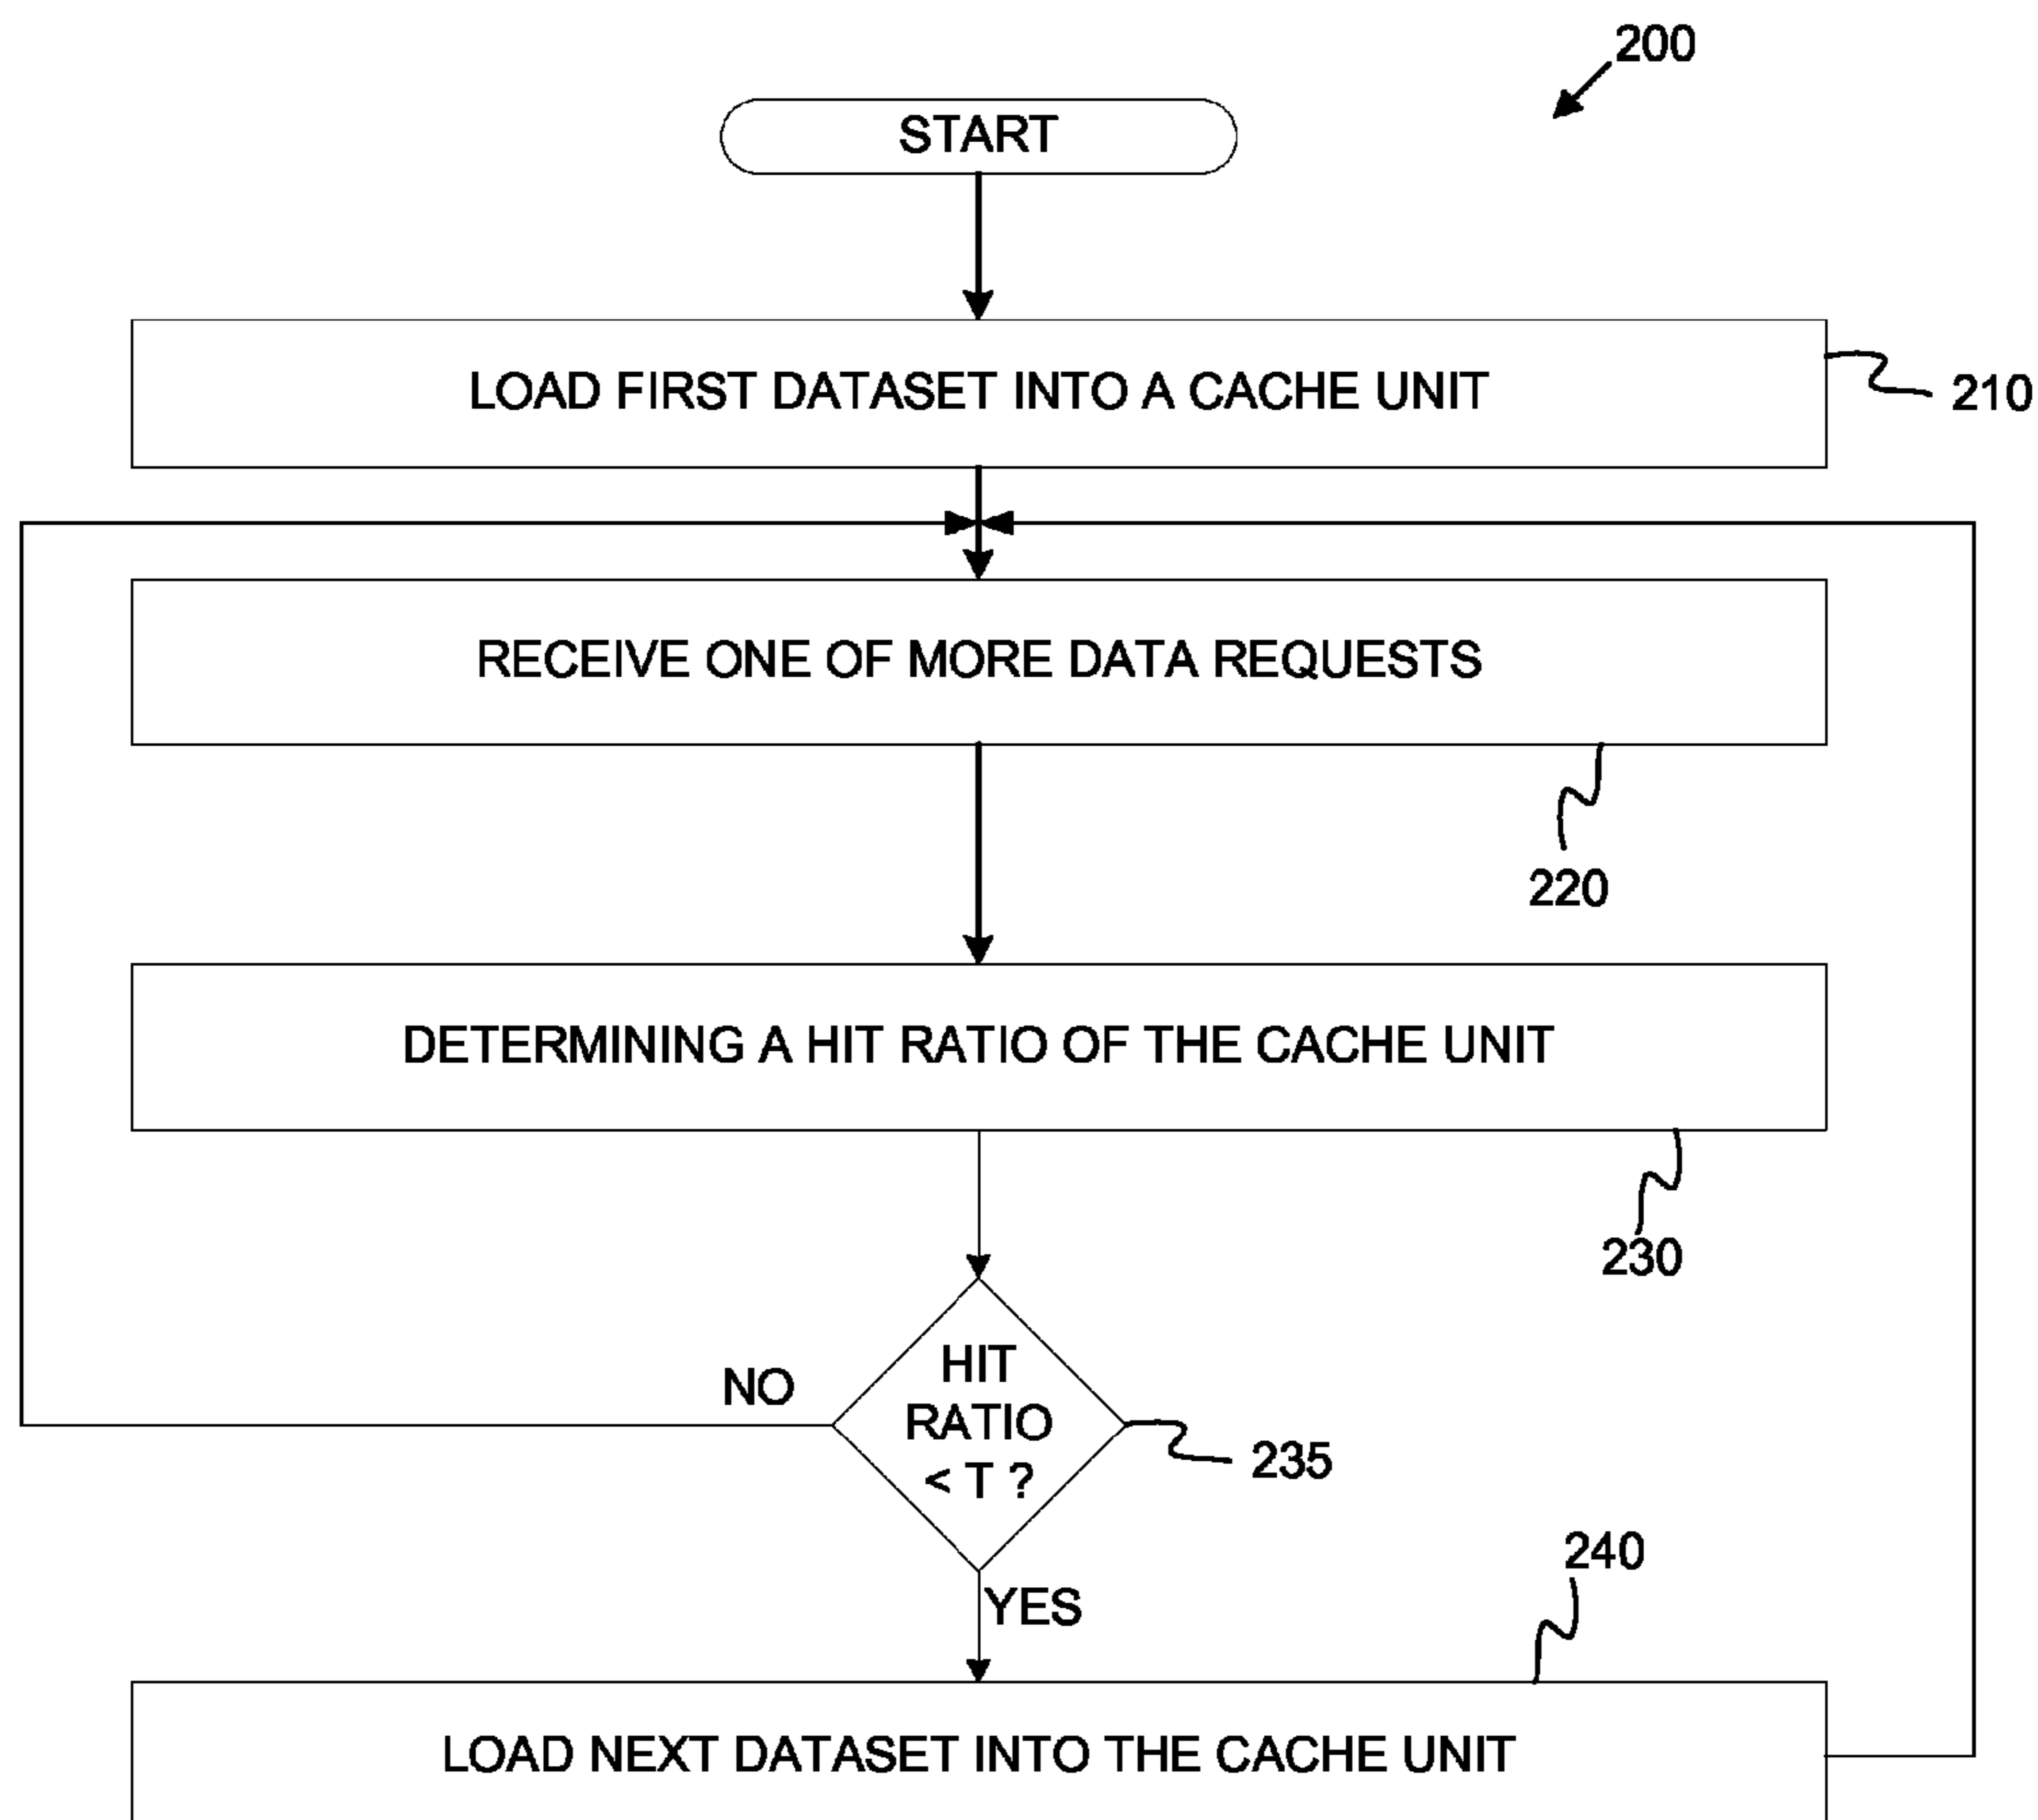 200
START
LOAD FIRST DATASET INTO A CACHE UNIT
210
RECEIVE ONE OF MORE DATA REQUESTS
220
DETERMINING A HIT RATIO OF THE CACHE UNIT
230
HIT
RATIO
< T ?
NO
235
YES
240
LOAD NEXT DATASET INTO THE CACHE UNIT